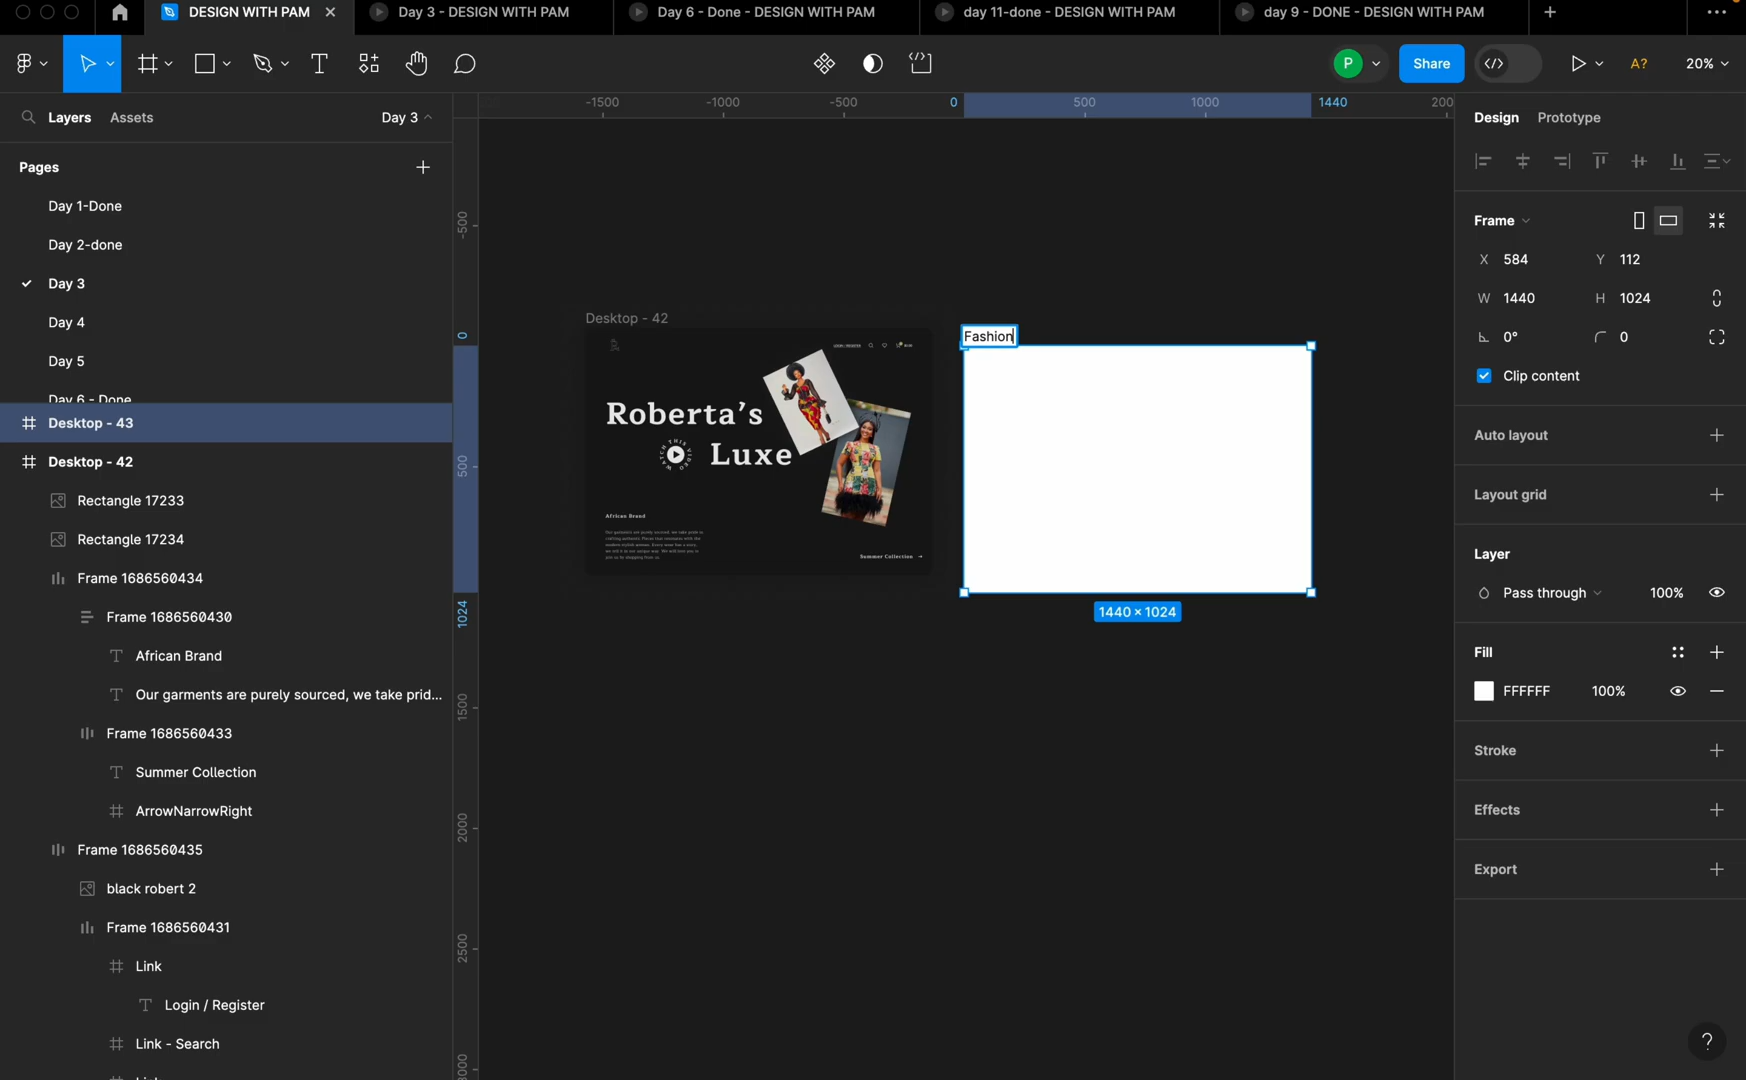 DESIGN WITH PAM
Day 3 - DESIGN WITH PAM
Day 6 - Done - DESIGN WITH PAM
day 11-done - DESIGN WITH PAM
day 9 - DONE - DESIGN WITH PAM
P
Share
A?
20%
Layers
Assets
Day 3
Pages
Day 1-Done
Day 2-done
Day 3
Day 4
Day 5
Day 6 - Done
Desktop - 43
Desktop - 42
Rectangle 17233
Rectangle 17234
Frame 1686560434
Frame 1686560430
African Brand
Our garments are purely sourced, we take prid...
Frame 1686560433
Summer Collection
ArrowNarrowRight
Frame 1686560435
black robert 2
Frame 1686560431
Link
Login / Register
Link - Search
-1500
-1000
-500
0
500
1000
1440
200
-500
0
500
1024
1500
2000
2500
3000
Desktop - 42
LOGIN / REGISTER
Roberta's
WATCH THIS VIDEO
Luxe
African Brand
Summer Collection
Fashion
1440 × 1024
Design
Prototype
Frame
X 584
Y 112
W 1440
H 1024
0°
0
Clip content
Auto layout
Layout grid
Layer
Pass through
100%
Fill
FFFFFF
100%
Stroke
Effects
Export
?